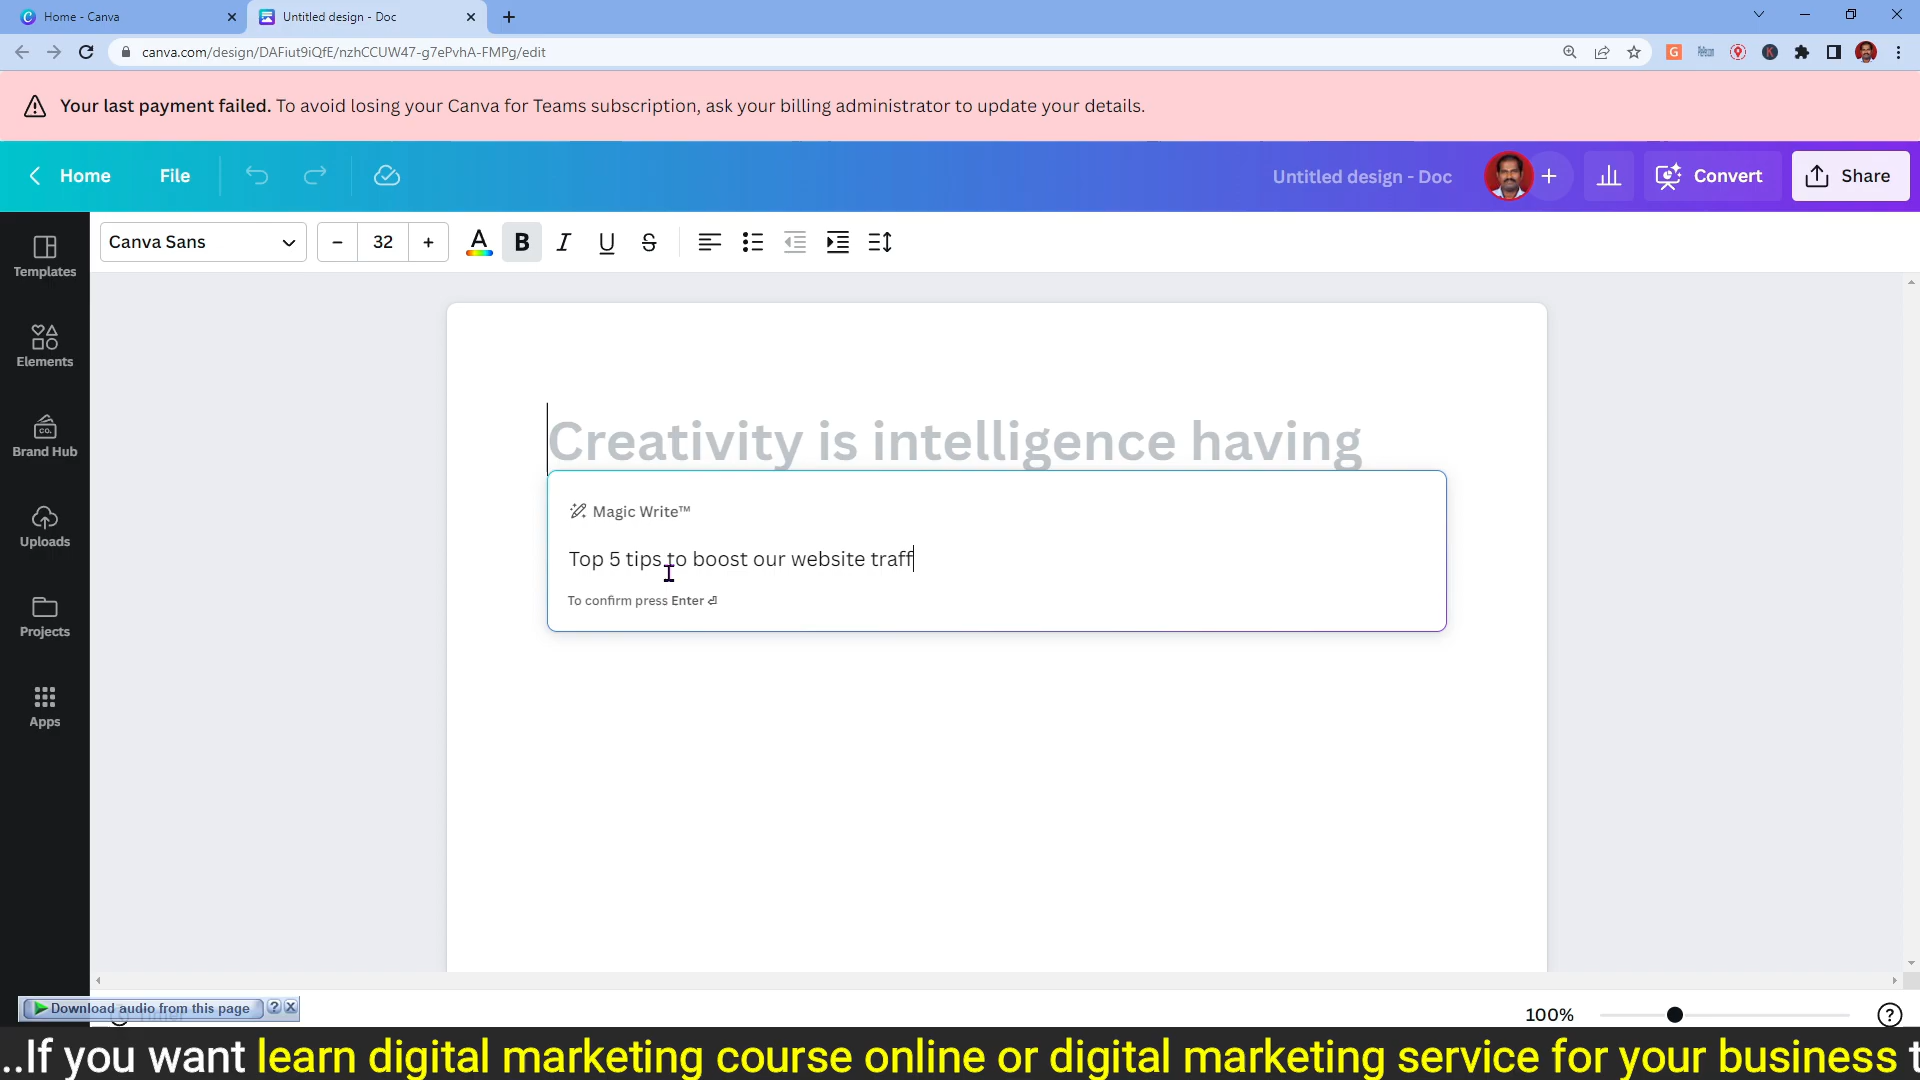 Home - Canva
Untitled design - Doc
canva.com/design/DAFiut9iQfE/nzhCCUW47-g7ePvhA-FMPg/edit
Your last payment failed. To avoid losing your Canva for Teams subscription, ask your billing administrator to update your details.
Home
File
Untitled design - Doc
Convert
Share
Canva Sans
32
Templates
Elements
Brand Hub
Uploads
Projects
Apps
Creativity is intelligence having
Magic Write™
Top 5 tips to boost our website traff
To confirm press Enter
Download audio from this page
100%
..If you want learn digital marketing course online or digital marketing service for your business t